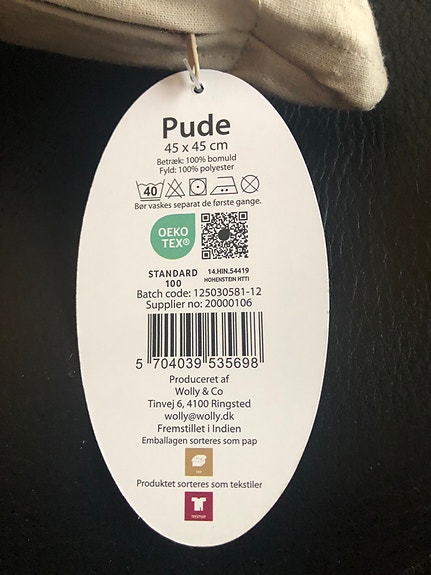 Pude
45 x 45 cm
Betræk: 100% bomuld
Fyld: 100% polyester
40
Bør vaskes separat de første gange.
OEKO
TEX®
STANDARD
100
14.HIN.54419
HOHENSTEIN HTTI
Batch code: 125030581-12
Supplier no: 20000106
5 704039 535698
Produceret af
Wolly & Co
Tinvej 6, 4100 Ringsted
wolly@wolly.dk
Fremstillet i Indien
Emballagen sorteres som pap
Produktet sorteres som tekstiler